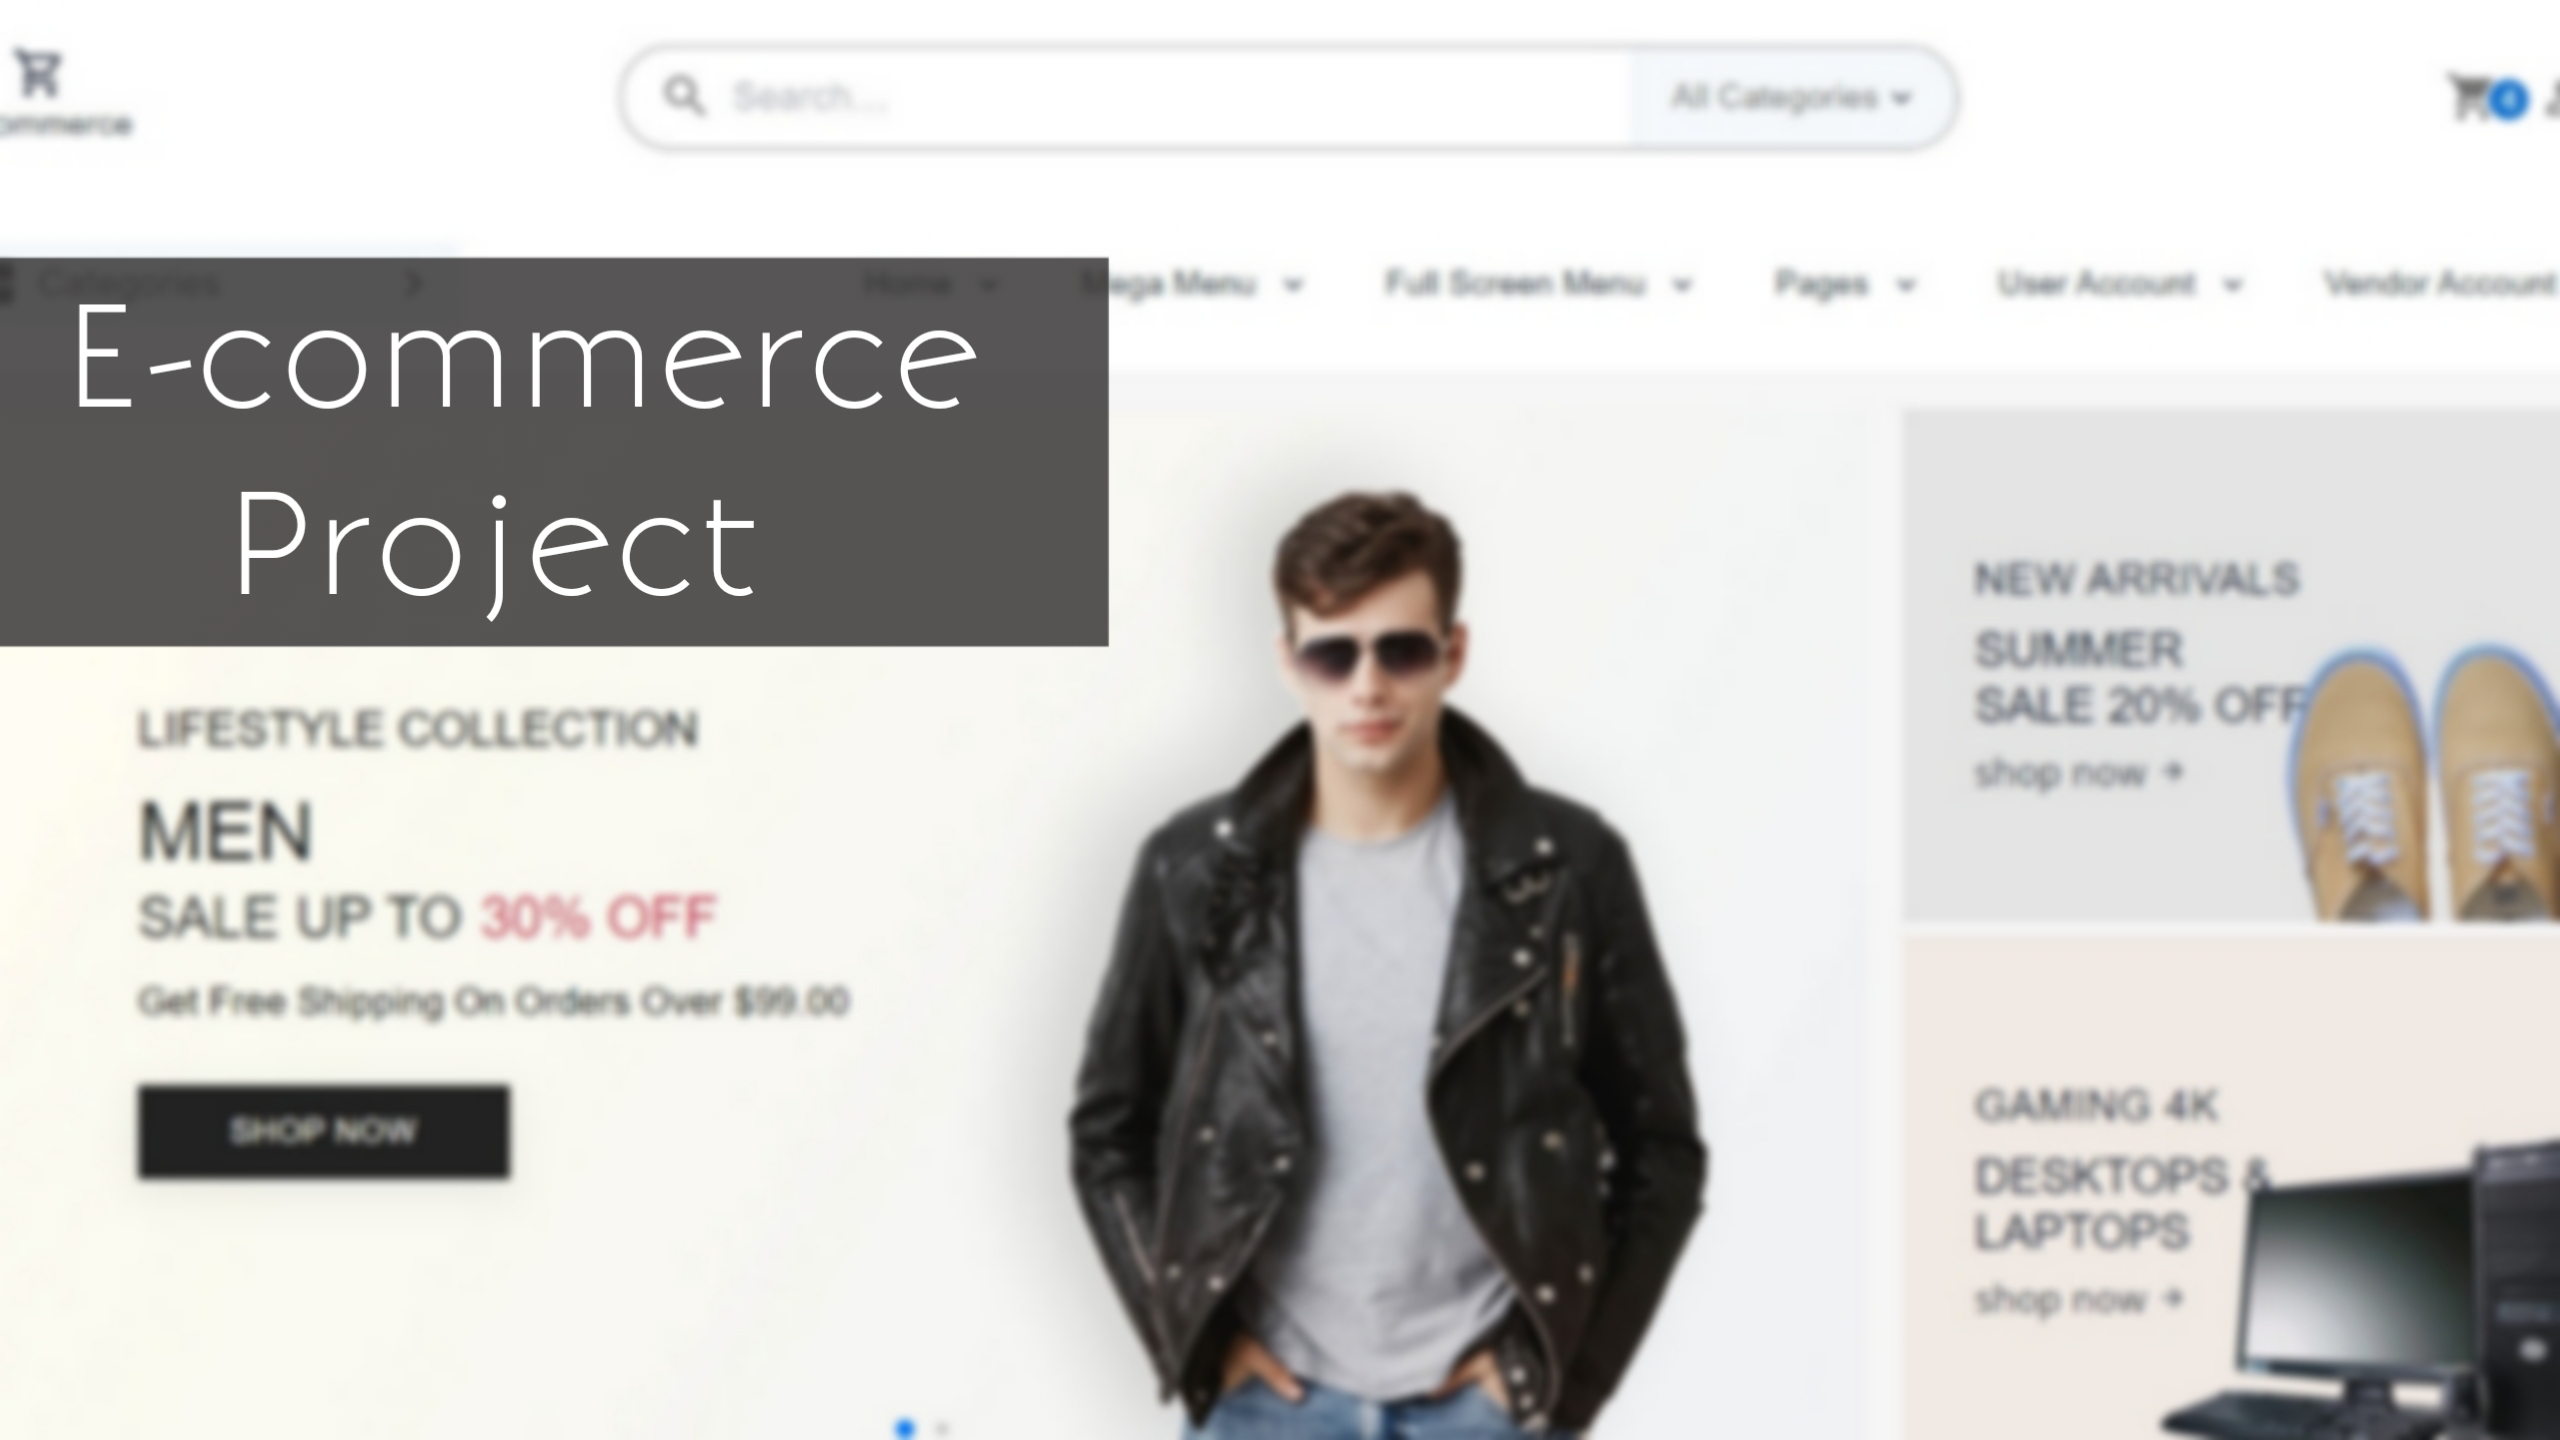 ommerce
Search...
All Categories
Categories
Home
Mega Menu
Full Screen Menu
Pages
User Account
Vendor Account
E-commerce
Project
LIFESTYLE COLLECTION
MEN
SALE UP TO 30% OFF
Get Free Shipping On Orders Over $99.00
SHOP NOW
NEW ARRIVALS
SUMMER
SALE 20% OFF
shop now →
GAMING 4K
DESKTOPS &
LAPTOPS
shop now →